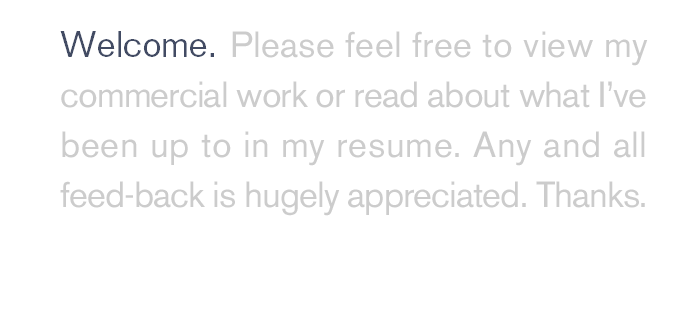 Welcome. Please feel free to view my
commercial work or read about what I’ve
been up to in my resume. Any and all
feed-back is hugely appreciated. Thanks.